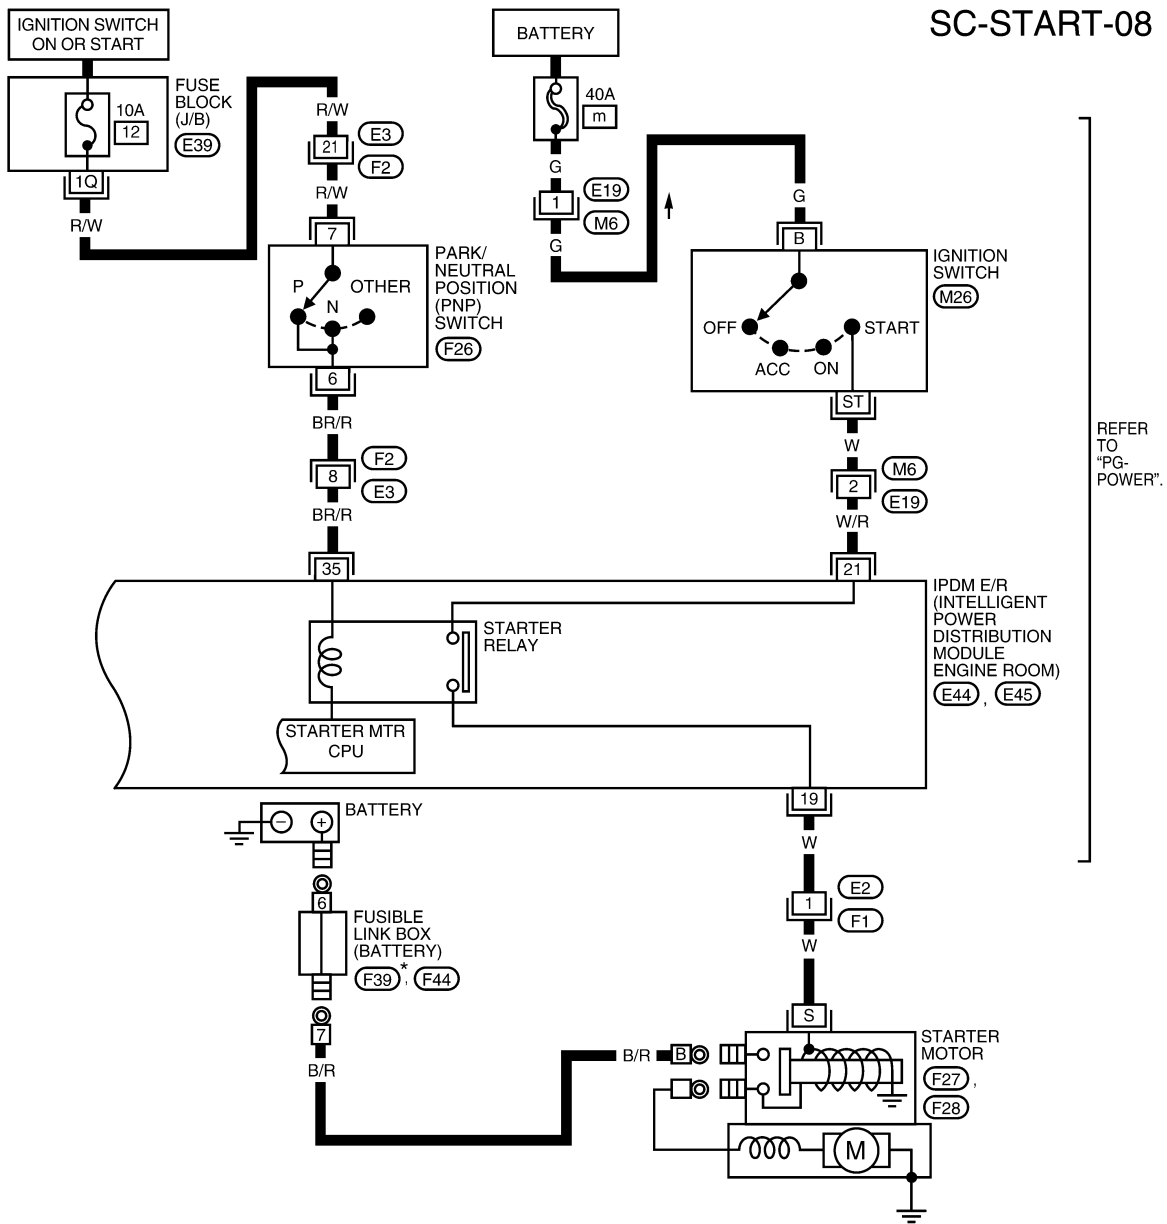 SC-START-08
IGNITION SWITCH
ON OR START
10A
12
FUSE
BLOCK
(J/B)
E39
1Q
R/W
R/W
21
E3
F2
R/W
7
P
N
OTHER
PARK/
NEUTRAL
POSITION
(PNP)
SWITCH
F26
6
BR/R
8
F2
E3
BR/R
35
BATTERY
40A
m
G
1
E19
M6
G
G
B
IGNITION
SWITCH
M26
OFF
ACC
ON
START
ST
W
2
M6
E19
W/R
21
REFER
TO
“PG-
POWER”.
IPDM E/R
(INTELLIGENT
POWER
DISTRIBUTION
MODULE
ENGINE ROOM)
E44 , E45
STARTER
RELAY
STARTER MTR
CPU
19
W
1
E2
F1
W
S
BATTERY
−
+
6
FUSIBLE
LINK BOX
(BATTERY)
F39 *, F44
7
B/R
B/R
B
STARTER
MOTOR
F27 ,
F28
M